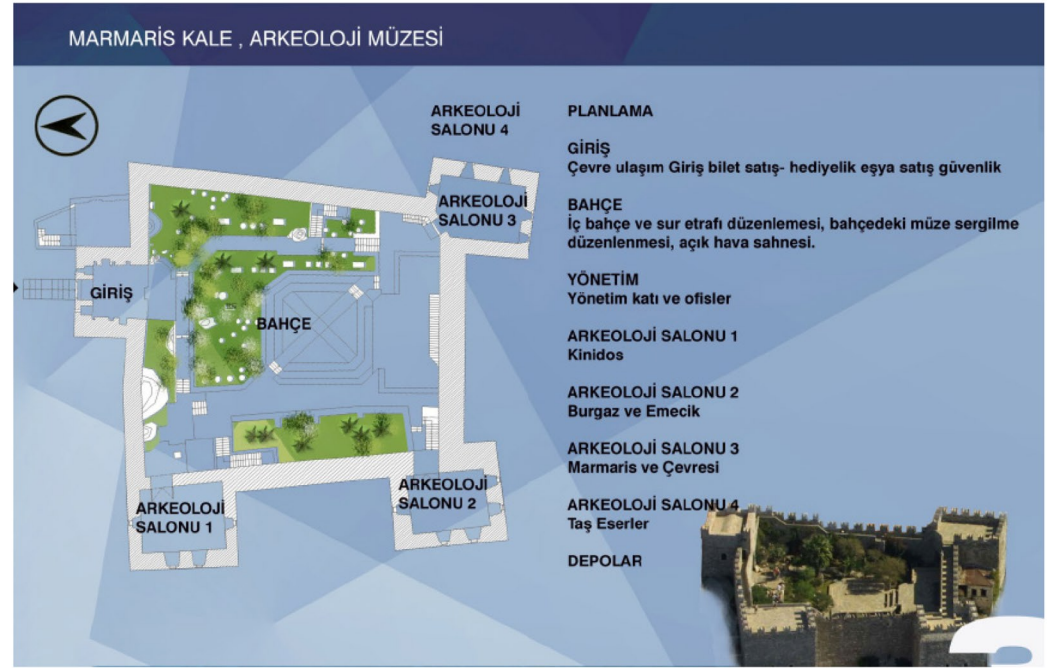 MARMARİS KALE , ARKEOLOJİ MÜZESİ
ARKEOLOJİ
SALONU 4
ARKEOLOJİ
SALONU 3
GİRİŞ
BAHÇE
ARKEOLOJİ
SALONU 2
ARKEOLOJİ
SALONU 1
PLANLAMA
GİRİŞ
Çevre ulaşım Giriş bilet satış- hediyelik eşya satış güvenlik
BAHÇE
İç bahçe ve sur etrafı düzenlemesi, bahçedeki müze sergilme
düzenlenmesi, açık hava sahnesi.
YÖNETİM
Yönetim katı ve ofisler
ARKEOLOJİ SALONU 1
Kinidos
ARKEOLOJİ SALONU 2
Burgaz ve Emecik
ARKEOLOJİ SALONU 3
Marmaris ve Çevresi
ARKEOLOJİ SALONU 4
Taş Eserler
DEPOLAR